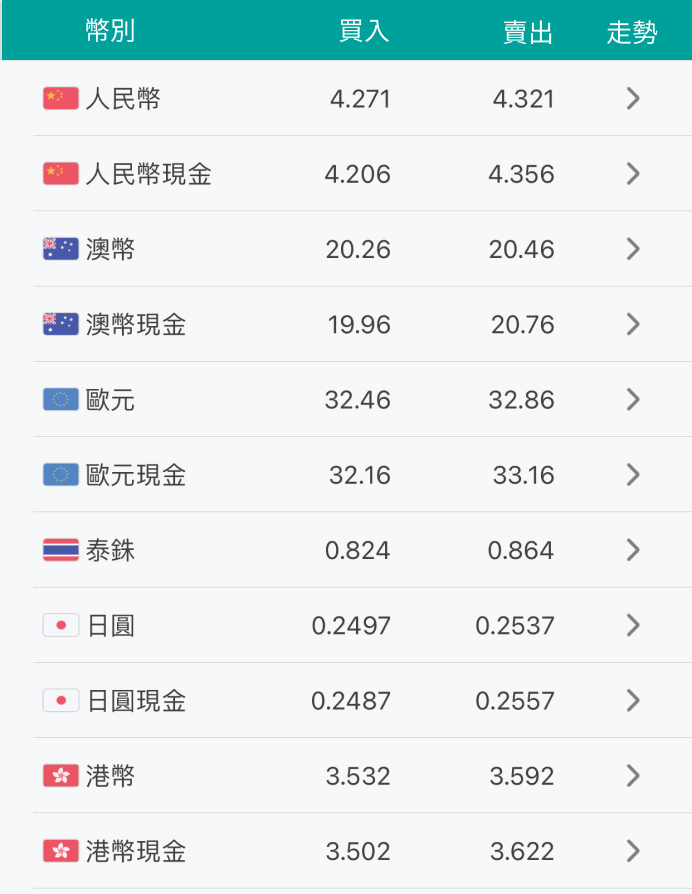 幣別 買入 賣出 走勢
人民幣 4.271 4.321
人民幣現金 4.206 4.356
澳幣 20.26 20.46
澳幣現金 19.96 20.76
歐元 32.46 32.86
歐元現金 32.16 33.16
泰銖 0.824 0.864
日圓 0.2497 0.2537
日圓現金 0.2487 0.2557
港幣 3.532 3.592
港幣現金 3.502 3.622